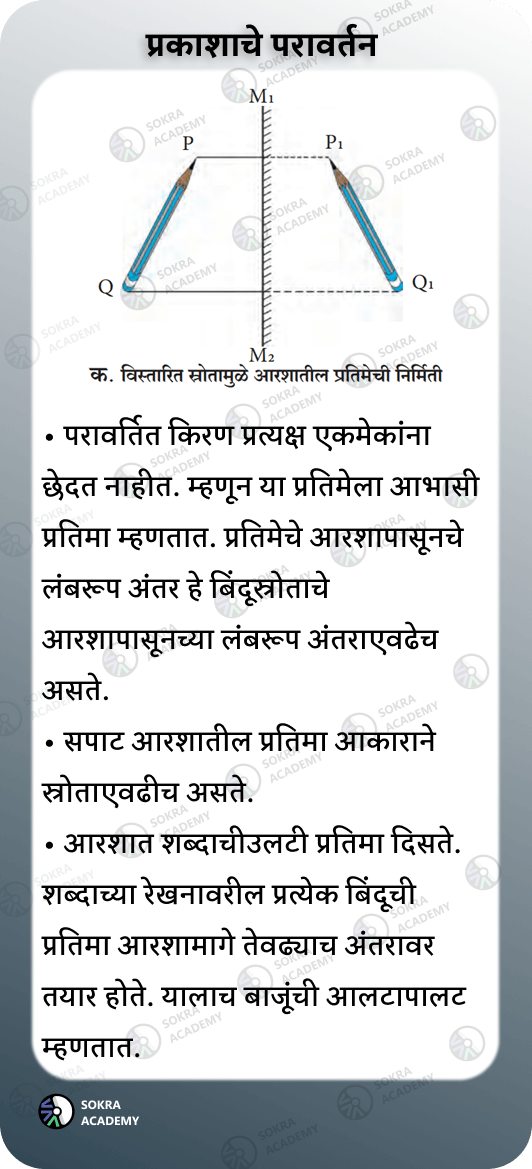 प्रकाशाचे परावर्तन
M₁
P
P₁
Q
Q₁
M₂
क. विस्तारित स्रोतामुळे आरशातील प्रतिमेची निर्मिती
• परावर्तित किरण प्रत्यक्ष एकमेकांना
छेदत नाहीत. म्हणून या प्रतिमेला आभासी
प्रतिमा म्हणतात. प्रतिमेचे आरशापासूनचे
लंबरूप अंतर हे बिंदूस्रोताचे
आरशापासूनच्या लंबरूप अंतराएवढेच
असते.
• सपाट आरशातील प्रतिमा आकाराने
स्रोताएवढीच असते.
• आरशात शब्दाचीउलटी प्रतिमा दिसते.
शब्दाच्या रेखनावरील प्रत्येक बिंदूची
प्रतिमा आरशामागे तेवढ्याच अंतरावर
तयार होते. यालाच बाजूंची आलटापालट
म्हणतात.
SOKRA
ACADEMY